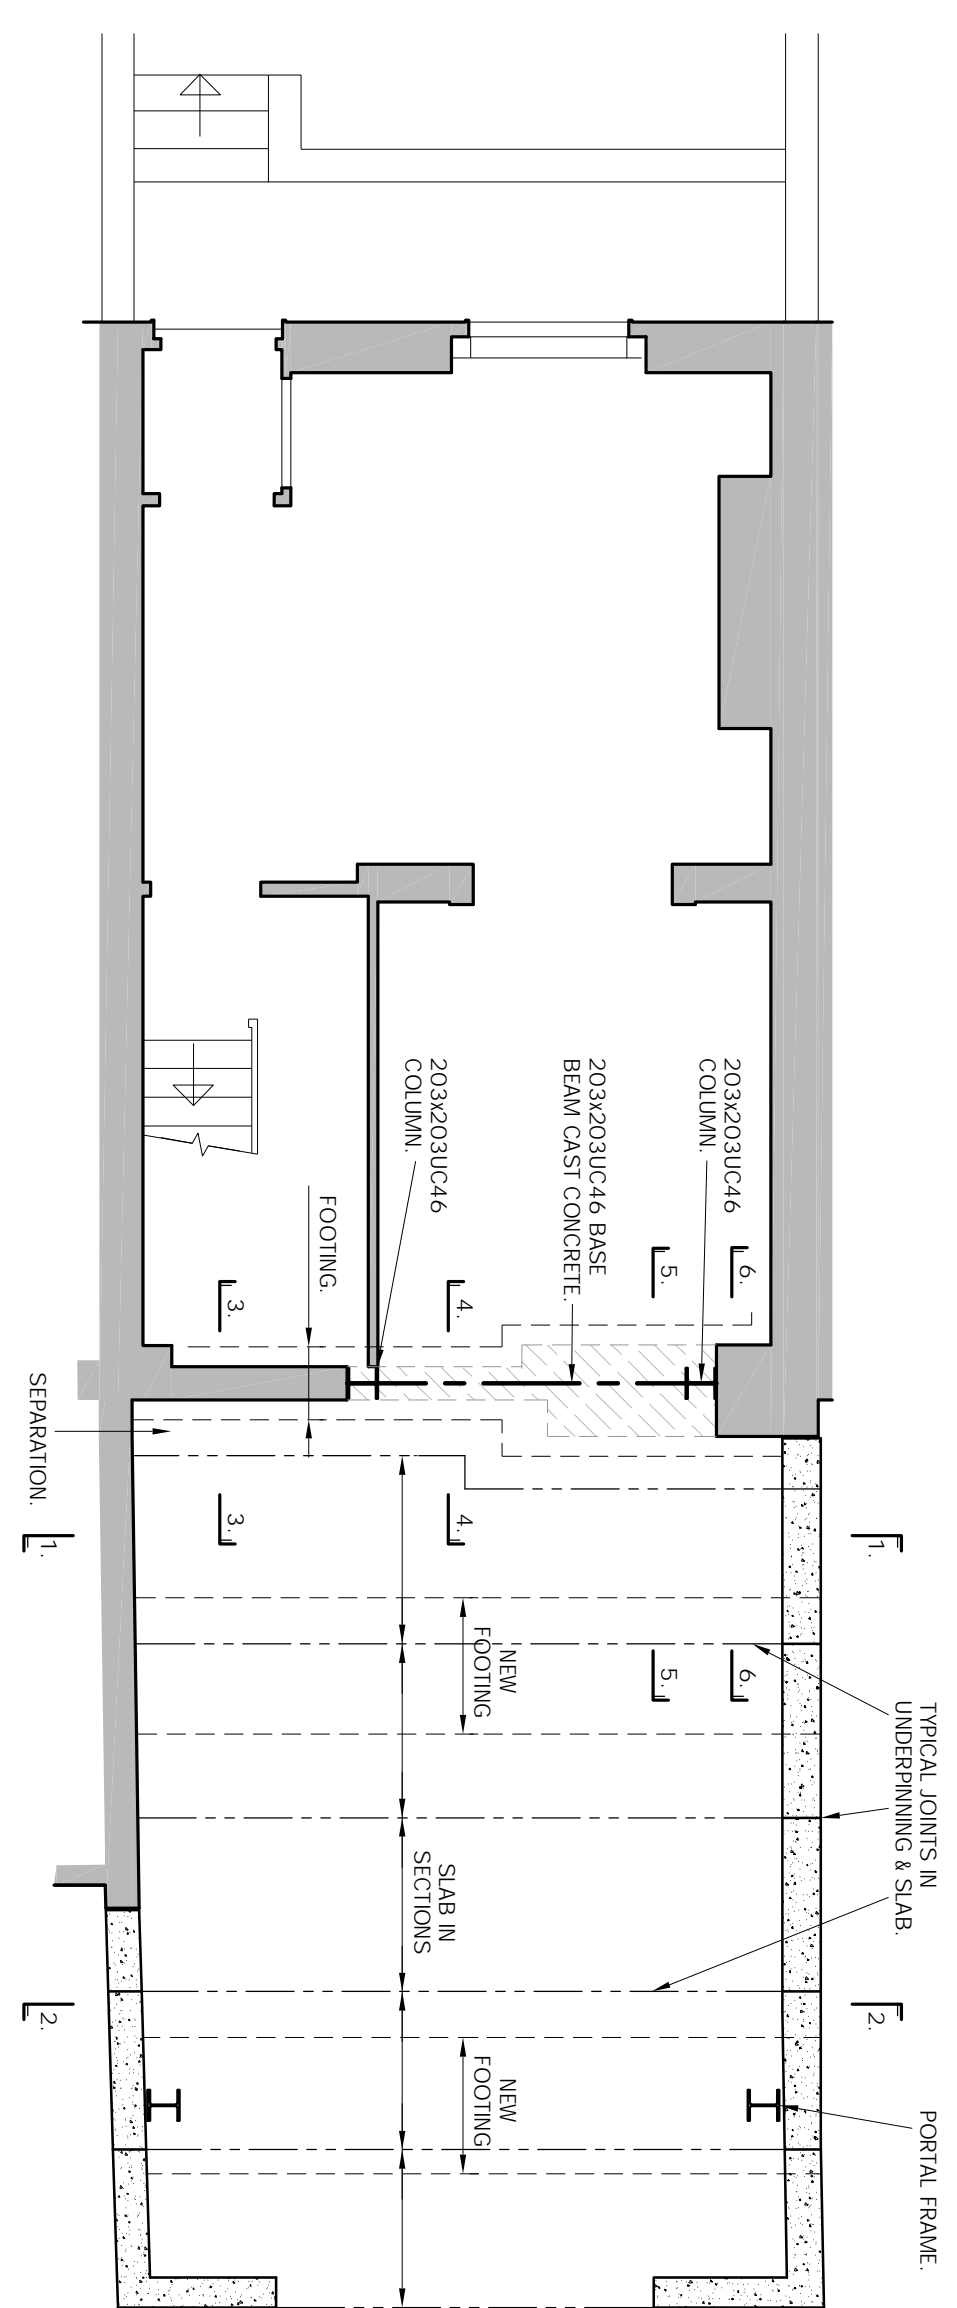 TYPICAL JOINTS IN
UNDERPINNING & SLAB.
PORTAL FRAME.
1.
2.
203x203UC46
COLUMN.
6.
6.
5.
5.
203x203UC46 BASE
BEAM CAST CONCRETE.
NEW
FOOTING
NEW
FOOTING
203x203UC46
COLUMN.
4.
4.
SLAB IN
SECTIONS
FOOTING.
3.
3.
SEPARATION.
1.
2.